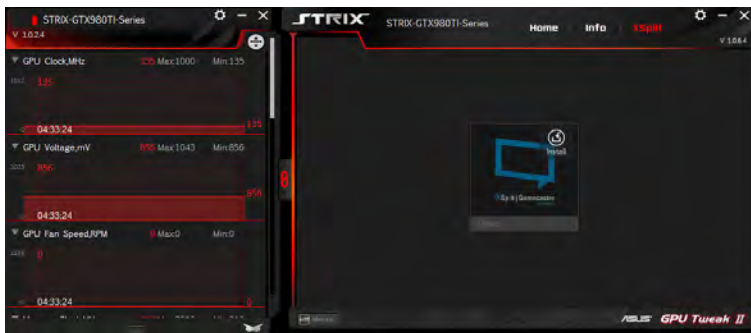 STRIX-GTX980TI-Series
V 1.0.2.4
GPU Clock,MHz 135 Max:1000 Min:135
135
04:33:24
135
GPU Voltage,mV 856 Max:1043 Min:856
856
856
04:33:24
GPU Fan Speed,RPM 0 Max:0 Min:0
0
04:33:24
0
STRIX STRIX-GTX980TI-Series Home Info XSplit
V 1.0.6.4
Install
XSplit | Gamecaster
ASUS GPU Tweak II